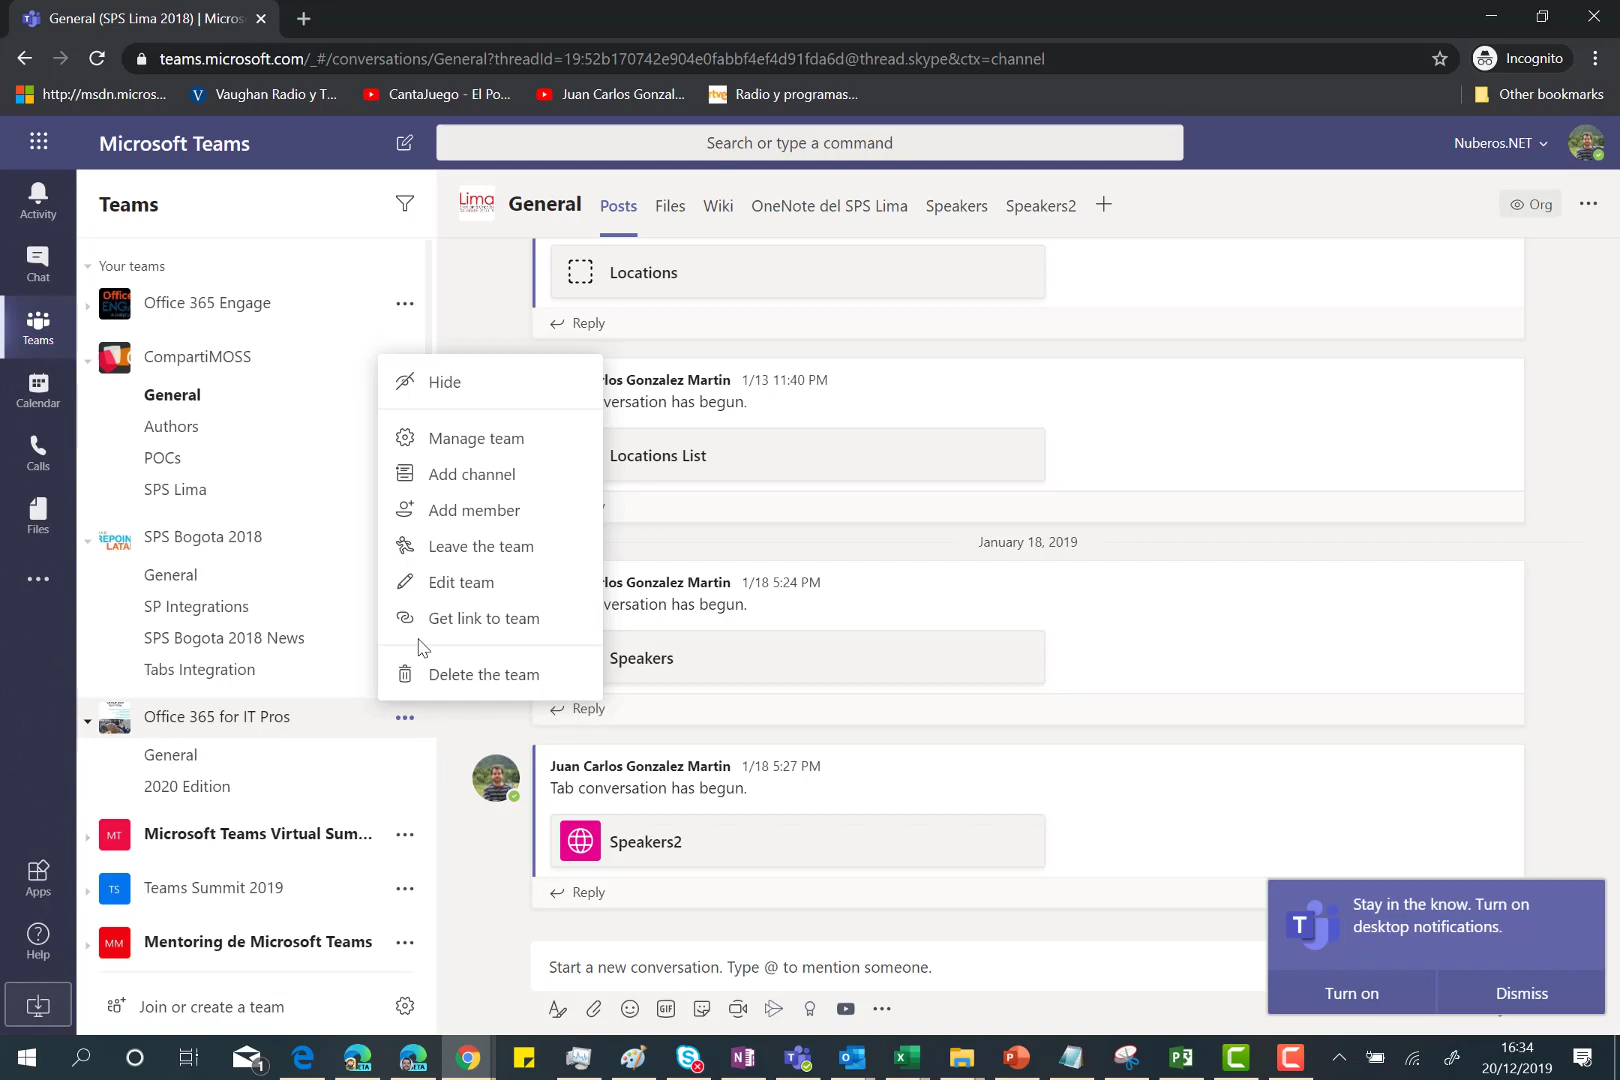 General (SPS Lima 2018) | Micros
teams.microsoft.com/_#/conversations/General?threadId=19:52b170742e904e0fabbf4ef4d91fda6d@thread.skype&ctx=channel
Incognito
http://msdn.micros...
Vaughan Radio y T...
CantaJuego - El Po...
Juan Carlos Gonzal...
Radio y programas...
Other bookmarks
Microsoft Teams
Search or type a command
Nuberos.NET
Activity
Chat
Teams
Calendar
Calls
Files
Apps
Help
Teams
Your teams
Office 365 Engage
CompartiMOSS
General
Authors
POCs
SPS Lima
SPS Bogota 2018
General
SP Integrations
SPS Bogota 2018 News
Tabs Integration
Office 365 for IT Pros
General
2020 Edition
MT
Microsoft Teams Virtual Sum...
TS
Teams Summit 2019
MM
Mentoring de Microsoft Teams
Join or create a team
Hide
Manage team
Add channel
Add member
Leave the team
Edit team
Get link to team
Delete the team
Lima
General
Posts
Files
Wiki
OneNote del SPS Lima
Speakers
Speakers2
Org
Locations
Reply
los Gonzalez Martin 1/13 11:40 PM
versation has begun.
Locations List
January 18, 2019
los Gonzalez Martin 1/18 5:24 PM
versation has begun.
Speakers
Reply
Juan Carlos Gonzalez Martin 1/18 5:27 PM
Tab conversation has begun.
Speakers2
Reply
Start a new conversation. Type @ to mention someone.
GIF
Stay in the know. Turn on
desktop notifications.
Turn on
Dismiss
16:34
20/12/2019